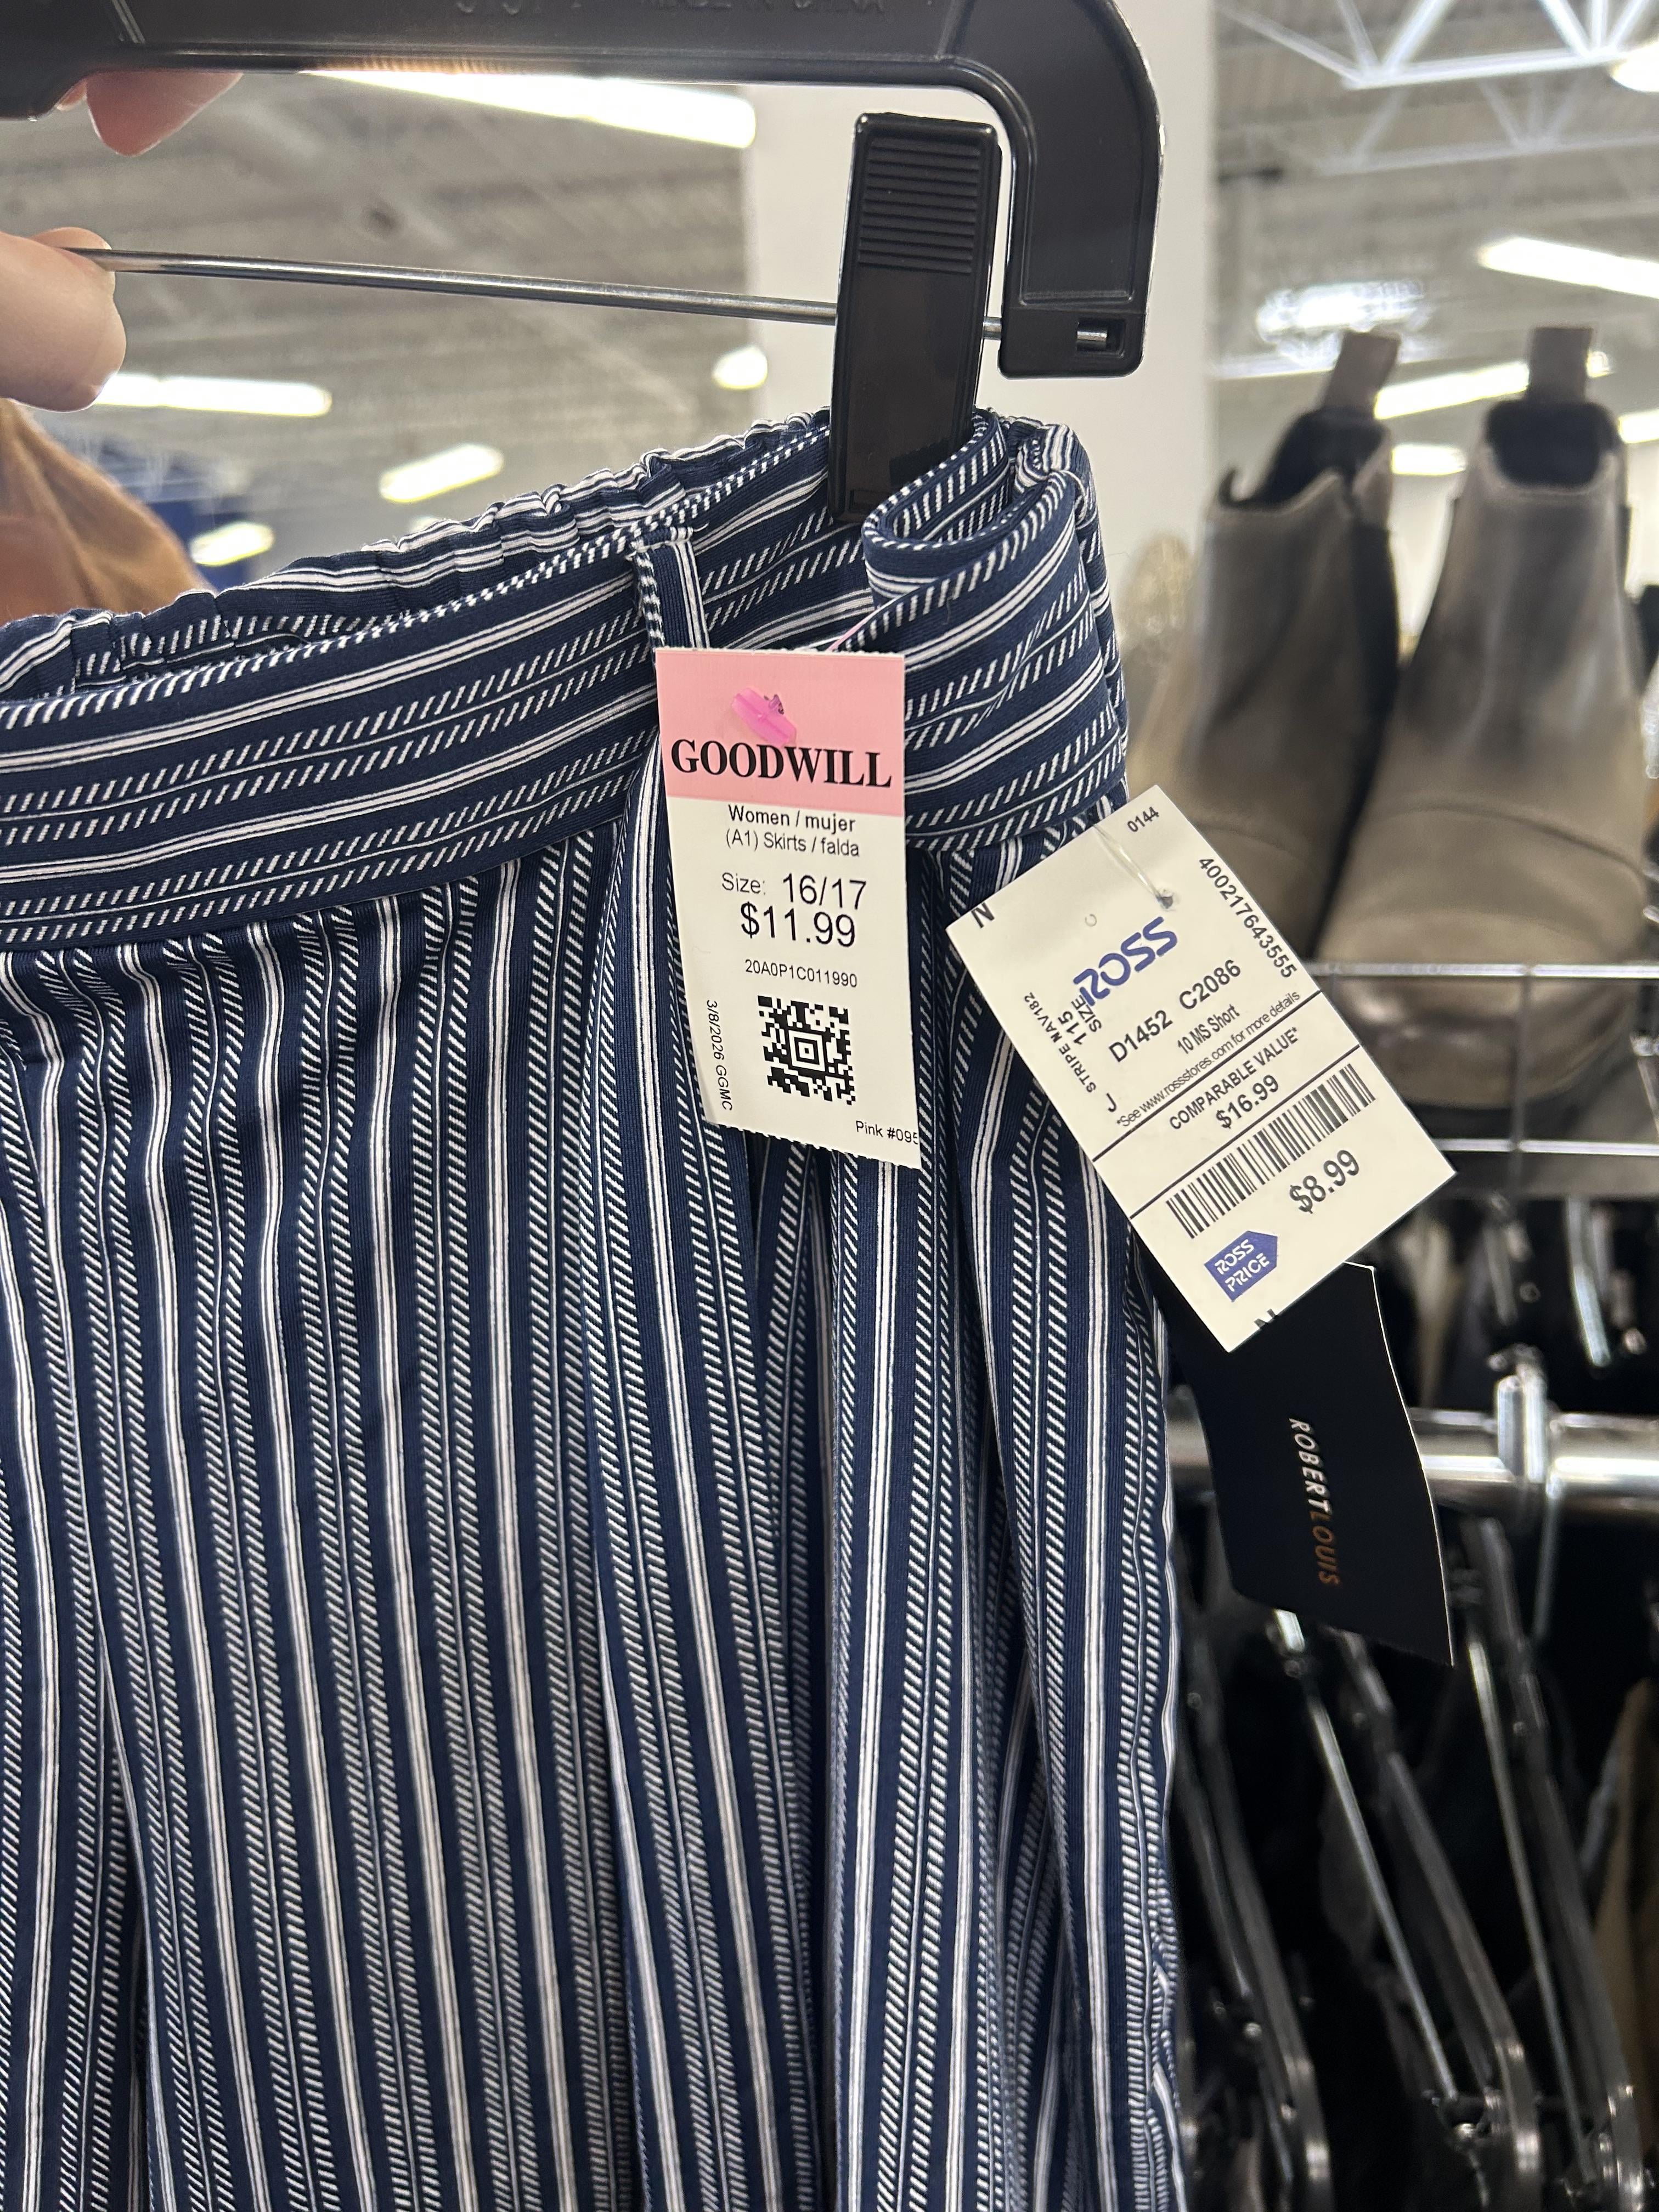 GOODWILL
Women / mujer
(A1) Skirts / falda
Size: 16/17
$11.99
20A0P1C011990
3/8/2026 GGMC
Pink #095
0144
400217643555
N
ROSS
SIZE
115
STRIPE NAV182
D1452 C2086
10 MS Short
J
*See www.rossstores.com for more details
COMPARABLE VALUE*
$16.99
$8.99
ROSS
PRICE
ROBERTLOUIS